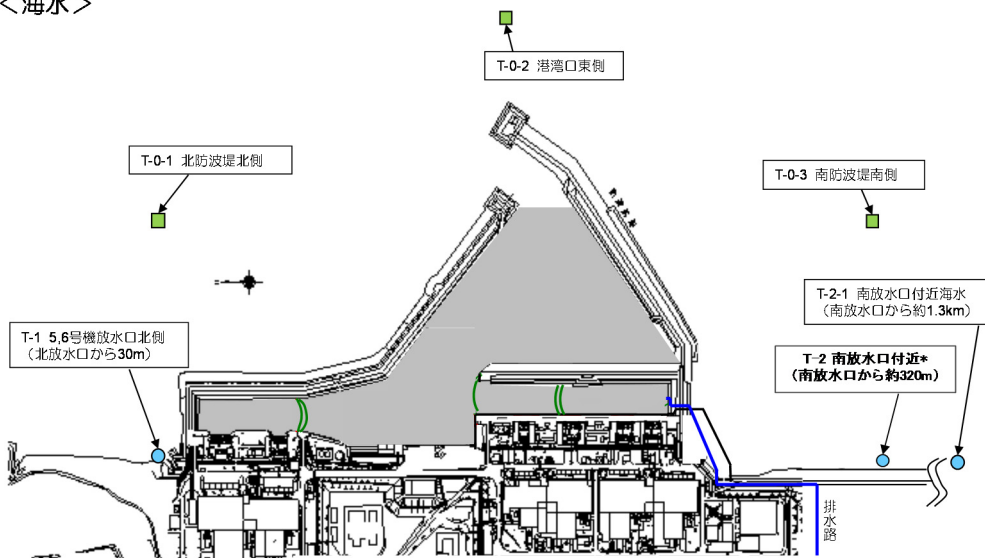 <海水>
T-0-2 港湾口東側
T-0-1 北防波堤北側
T-0-3 南防波堤南側
T-2-1 南放水口付近海水
(南放水口から約1.3km)
T-1 5,6号機放水口北側
(北放水口から30m)
T-2 南放水口付近*
(南放水口から約320m)
排水路